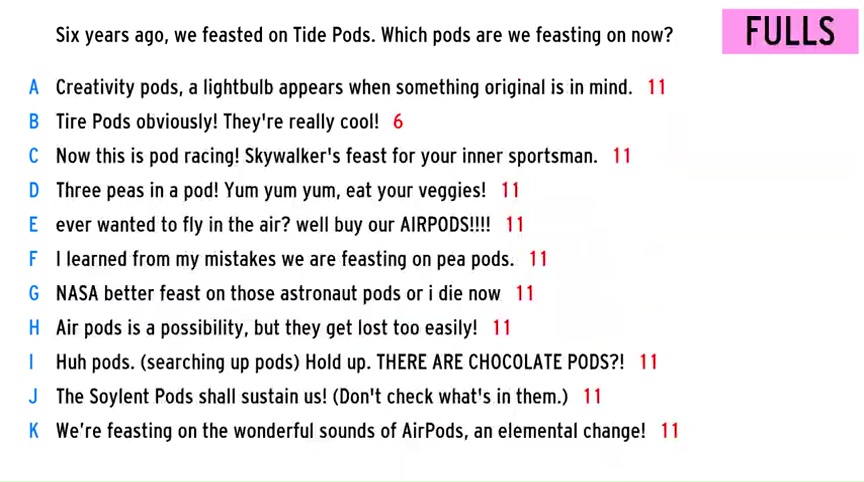 Six years ago, we feasted on Tide Pods. Which pods are we feasting on now?
FULLS
A Creativity pods, a lightbulb appears when something original is in mind. 11
B Tire Pods obviously! They're really cool! 6
C Now this is pod racing! Skywalker's feast for your inner sportsman. 11
D Three peas in a pod! Yum yum yum, eat your veggies! 11
E ever wanted to fly in the air? well buy our AIRPODS!!!! 11
F I learned from my mistakes we are feasting on pea pods. 11
G NASA better feast on those astronaut pods or i die now 11
H Air pods is a possibility, but they get lost too easily! 11
I Huh pods. (searching up pods) Hold up. THERE ARE CHOCOLATE PODS?! 11
J The Soylent Pods shall sustain us! (Don't check what's in them.) 11
K We’re feasting on the wonderful sounds of AirPods, an elemental change! 11